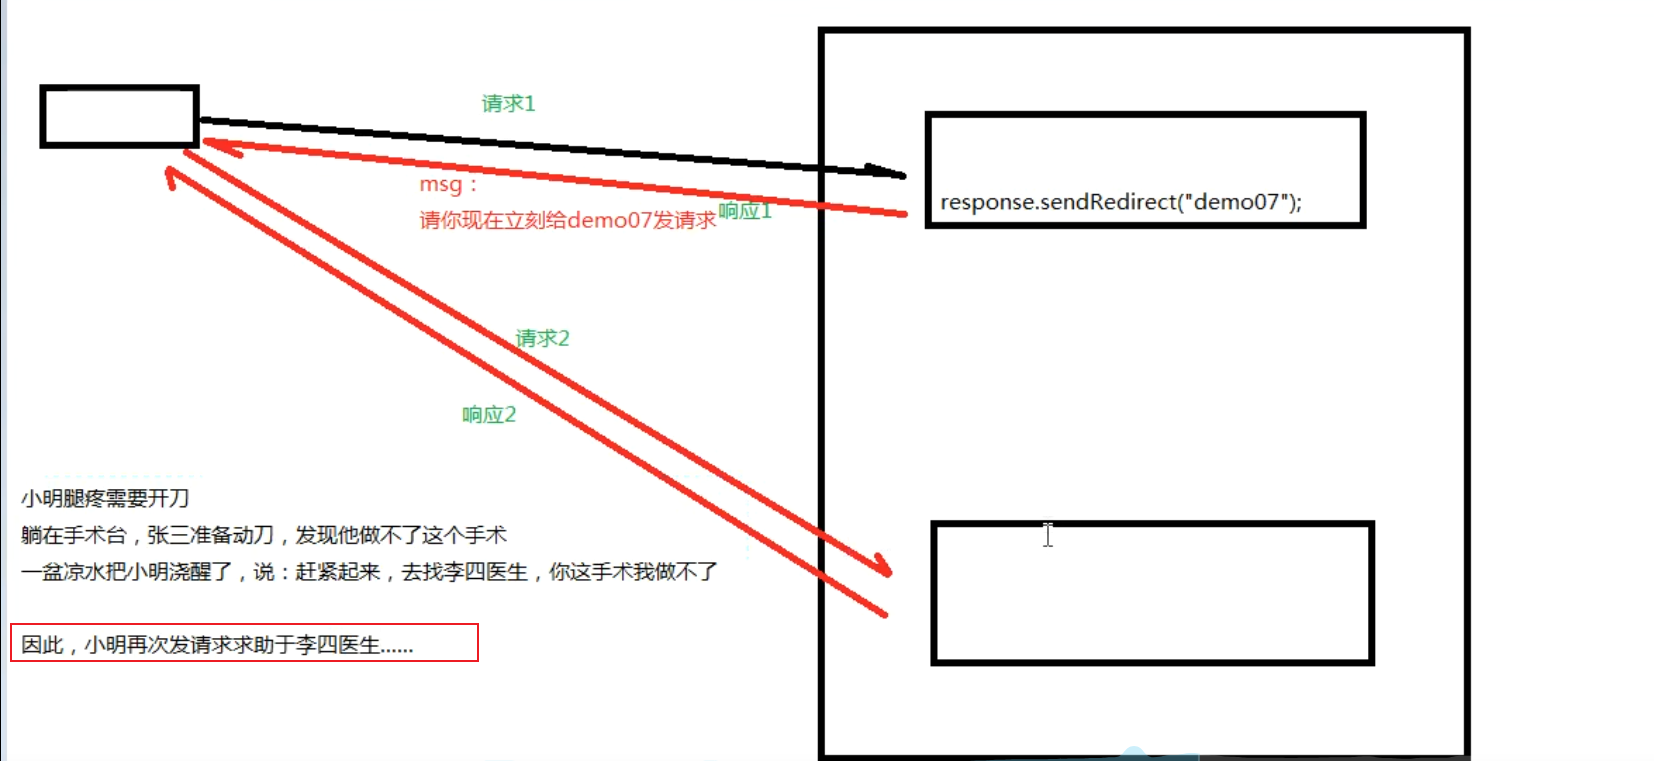 请求1
msg：
请你现在立刻给demo07发请求
响应1
response.sendRedirect("demo07");
请求2
响应2
小明腿疼需要开刀
躺在手术台，张三准备动刀，发现他做不了这个手术
一盆凉水把小明浇醒了，说：赶紧起来，去找李四医生，你这手术我做不了
因此，小明再次发请求求助于李四医生......